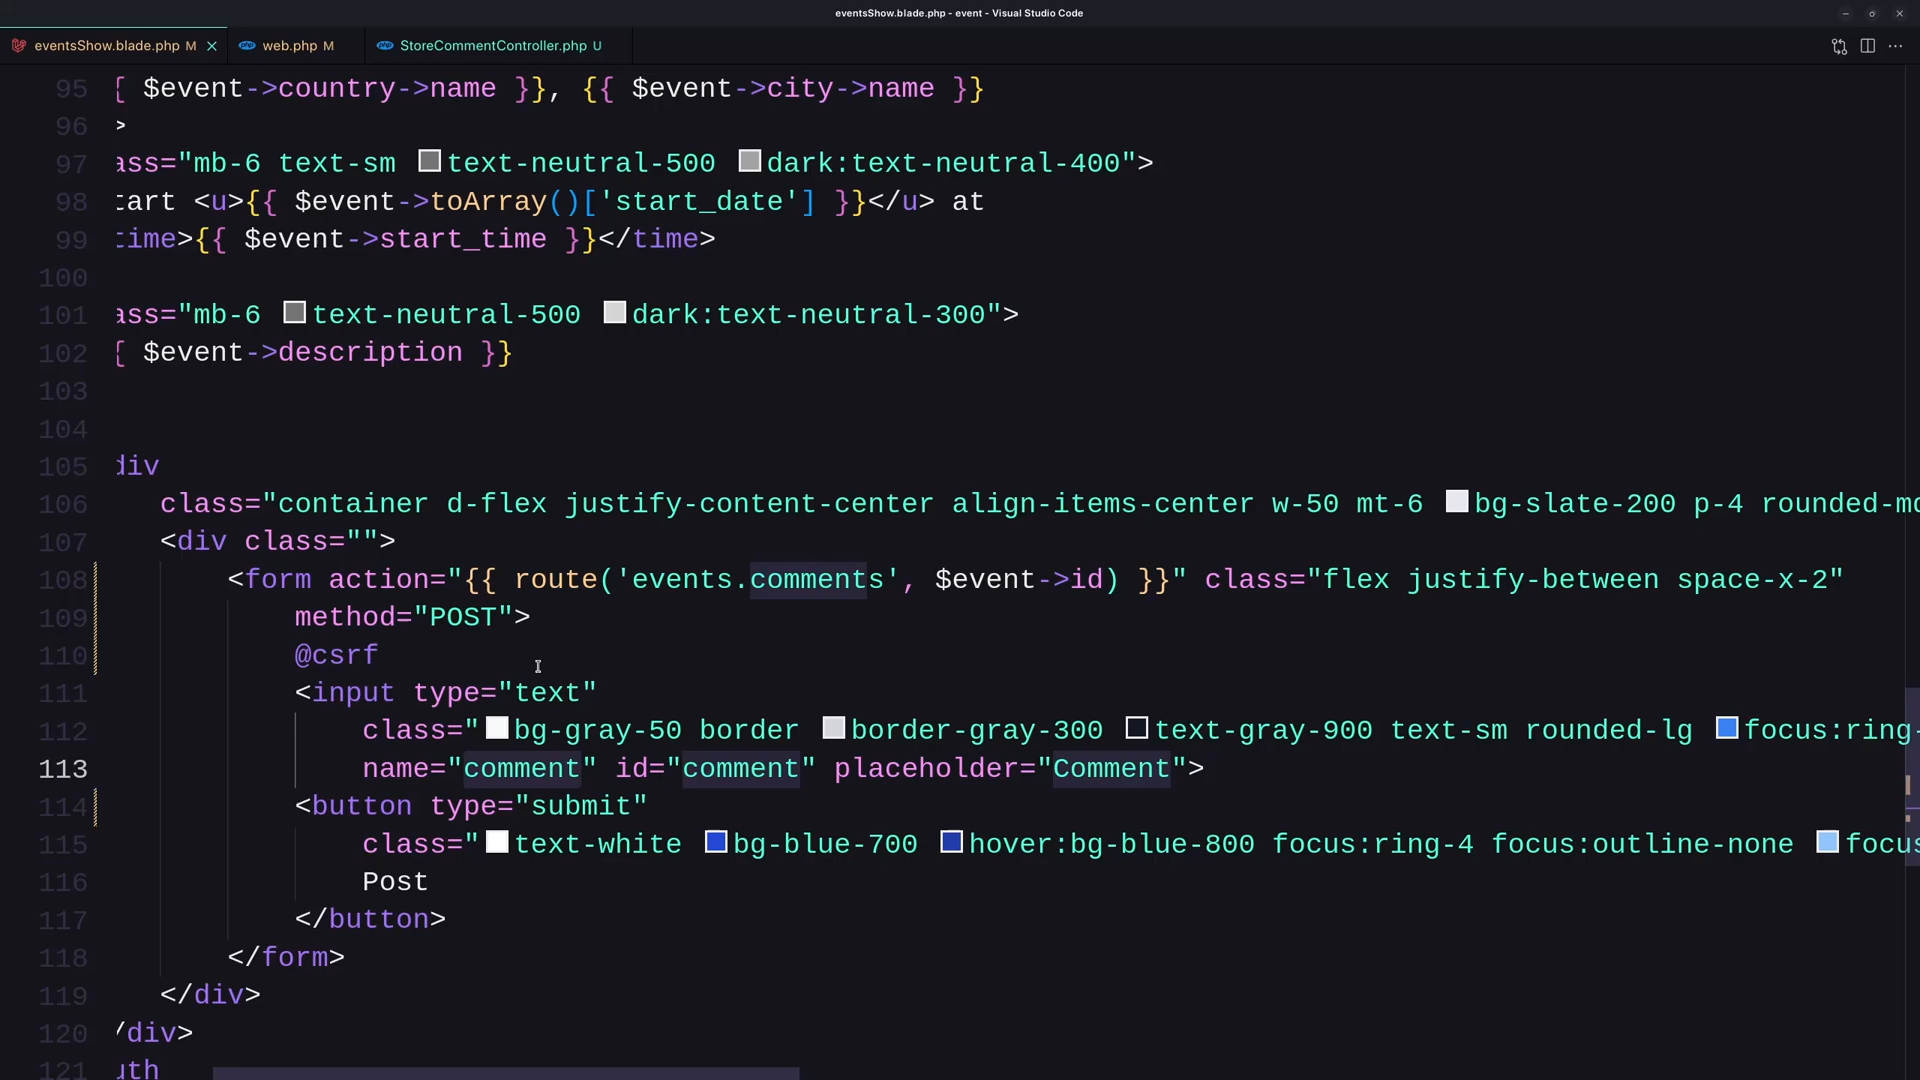 eventsShow.blade.php - event - Visual Studio Code
eventsShow.blade.php M web.php M StoreCommentController.php U
95 { $event->country->name }}, {{ $event->city->name }}
96 >
97 ass="mb-6 text-sm text-neutral-500 dark:text-neutral-400">
98 tart <u>{{ $event->toArray()['start_date'] }}</u> at
99 time>{{ $event->start_time }}</time>
100
101 ass="mb-6 text-neutral-500 dark:text-neutral-300">
102 { $event->description }}
103
104
105 div
106 class="container d-flex justify-content-center align-items-center w-50 mt-6 bg-slate-200 p-4 rounded-md
107 <div class="">
108 <form action="{{ route('events.comments', $event->id) }}" class="flex justify-between space-x-2"
109 method="POST">
110 @csrf
111 <input type="text"
112 class="bg-gray-50 border border-gray-300 text-gray-900 text-sm rounded-lg focus:ring-
113 name="comment" id="comment" placeholder="Comment">
114 <button type="submit"
115 class="text-white bg-blue-700 hover:bg-blue-800 focus:ring-4 focus:outline-none focus
116 Post
117 </button>
118 </form>
119 </div>
120 /div>
121 uth